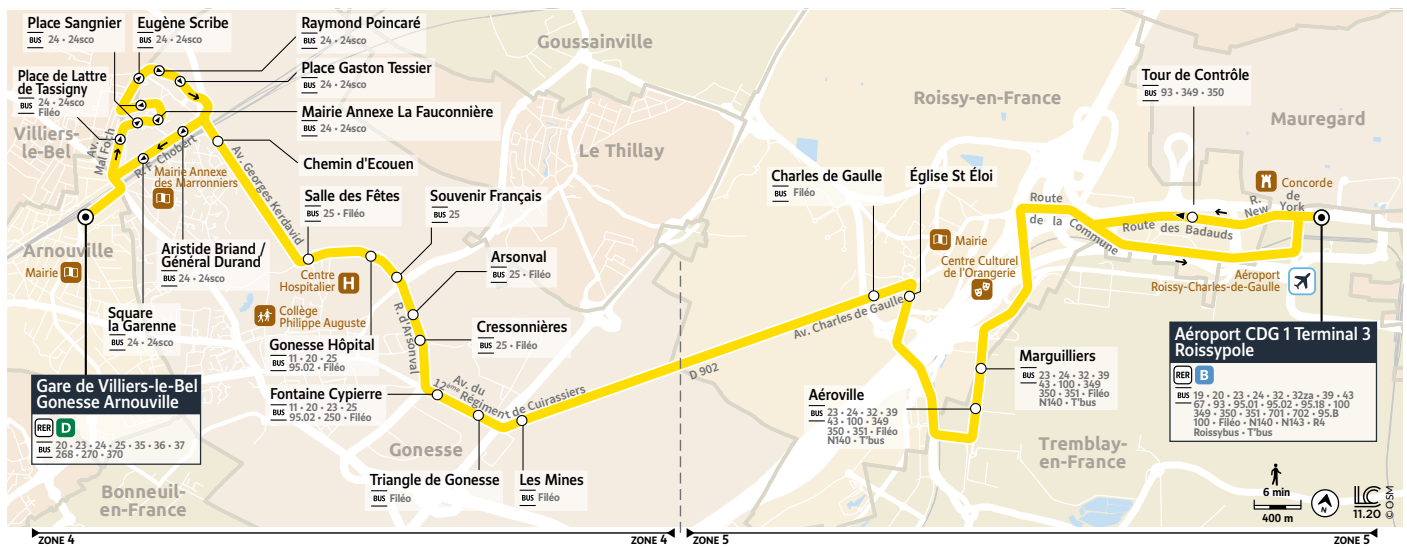 Place Sangnier
BUS 24 • 24sco
Eugène Scribe
BUS 24 • 24sco
Raymond Poincaré
BUS 24 • 24sco
Place Gaston Tessier
BUS 24 • 24sco
Place de Lattre
de Tassigny
BUS 24 • 24sco
Filéo
Mairie Annexe La Fauconnière
BUS 24 • 24sco
Chemin d'Ecouen
Villiers-
le-Bel
Av.
Mal Foch
R. F. Chobert
Mairie Annexe
des Marronniers
Av. Georges Kerdavid
Goussainville
Le Thillay
Roissy-en-France
Mauregard
Tour de Contrôle
BUS 93 • 349 • 350
Salle des Fêtes
BUS 25 • Filéo
Souvenir Français
BUS 25
Charles de Gaulle
BUS Filéo
Église St Éloi
Concorde
R.
New
de
York
Route
de la Commune
Route des Badauds
Arnouville
Mairie
Aristide Briand /
Général Durand
BUS 24 • 24sco
Square
la Garenne
BUS 24 • 24sco
Centre
Hospitalier
H
Collège
Philippe Auguste
Arsonval
BUS 25 • Filéo
R. d'Arsonval
Cressonnières
BUS 25 • Filéo
Mairie
Centre Culturel
de l'Orangerie
Aéroport
Roissy-Charles-de-Gaulle
Gonesse Hôpital
BUS 11 • 20 • 25
95.02 • Filéo
Av. Charles de Gaulle
D 902
Fontaine Cypierre
BUS 11 • 20 • 23 • 25
95.02 • 250 • Filéo
Av. du
12ème Régiment de Cuirassiers
Marguilliers
BUS 23 • 24 • 32 • 39
43 • 100 • 349
350 • 351 • Filéo
N140 • T'bus
Aéroville
BUS 23 • 24 • 32 • 39
43 • 100 • 349
350 • 351 • Filéo
N140 • T'bus
Aéroport CDG 1 Terminal 3
Roissypole
RER B
BUS 19 • 20 • 23 • 24 • 32 • 32za • 39 • 43
67 • 93 • 95.01 • 95.02 • 95.18 • 100
349 • 350 • 351 • 701 • 702 • 95.B
100 • Filéo • N140 • N143 • R4
Roissybus • T'bus
Gare de Villiers-le-Bel
Gonesse Arnouville
RER D
BUS 20 • 23 • 24 • 25 • 35 • 36 • 37
268 • 270 • 370
Gonesse
Triangle de Gonesse
BUS Filéo
Les Mines
BUS Filéo
Tremblay-
en-France
Bonneuil-
en-France
6 min
400 m
N
LC
11.20
© OSM
ZONE 4
ZONE 4
ZONE 5
ZONE 5